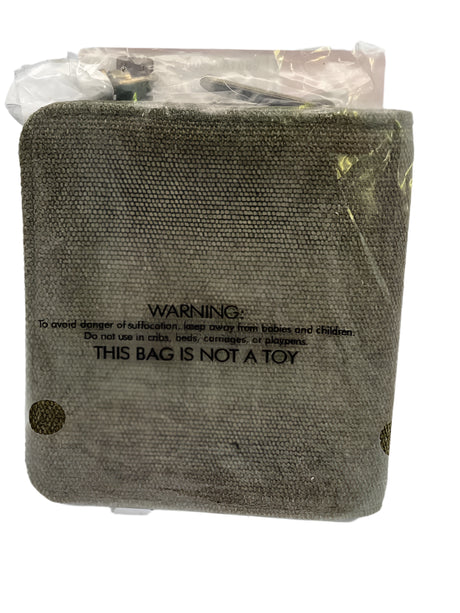 WARNING:
To avoid danger of suffocation, keep away from babies and children.
Do not use in cribs, beds, carriages, or playpens.
THIS BAG IS NOT A TOY